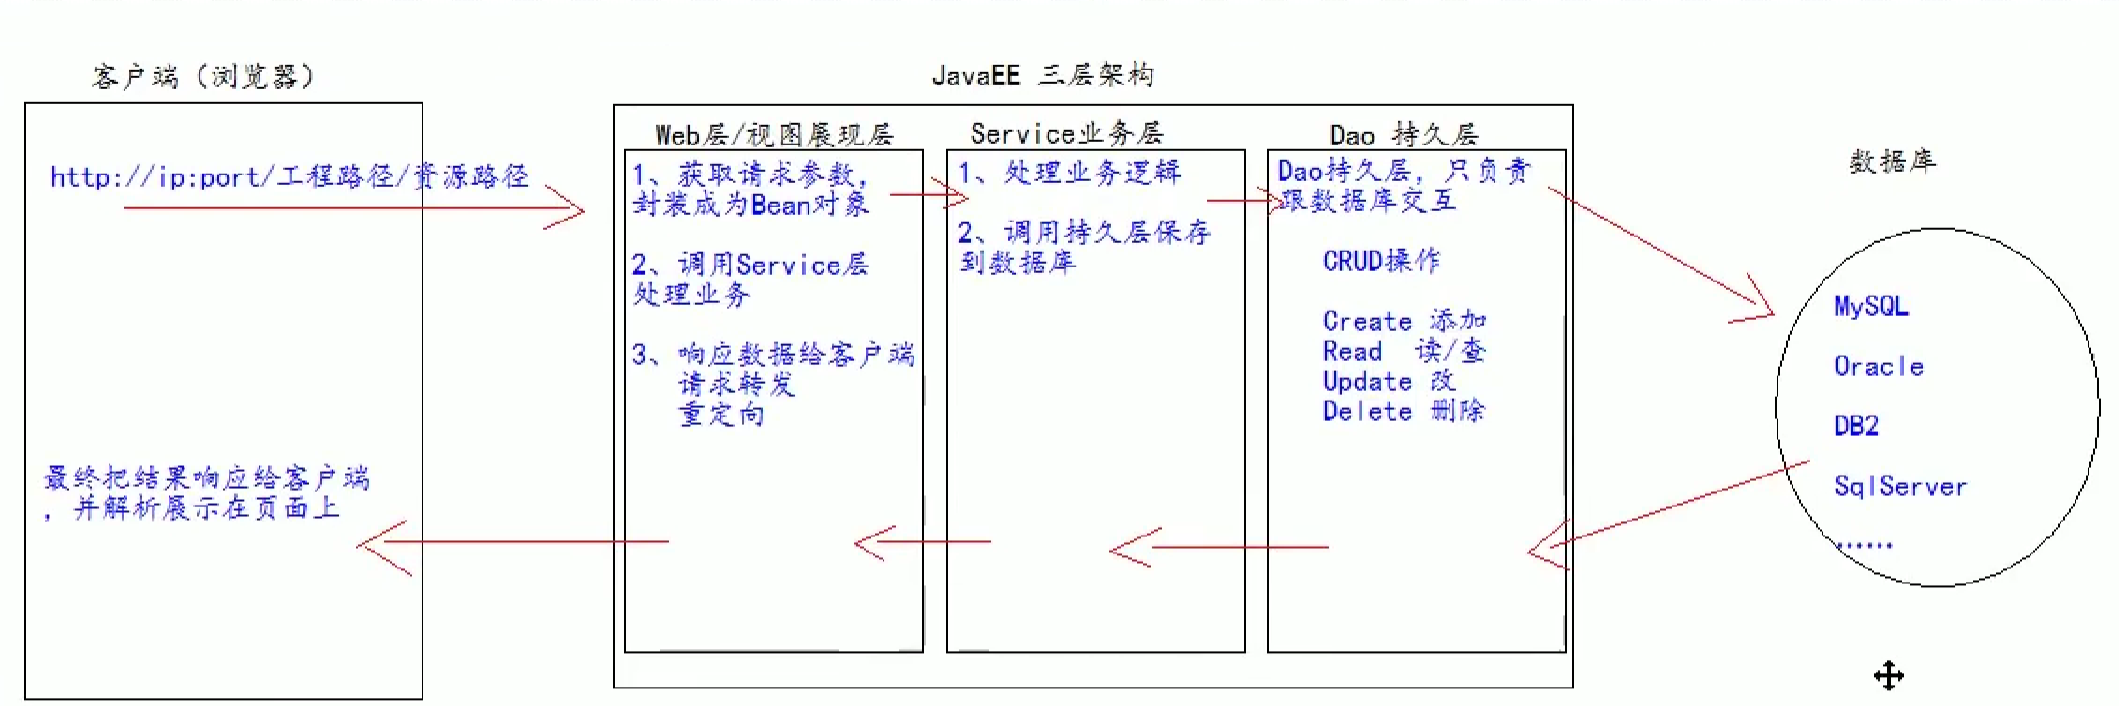 客户端（浏览器）
http://ip:port/工程路径/资源路径
最终把结果响应给客户端
，并解析展示在页面上
JavaEE 三层架构
Web层/视图展现层
1、获取请求参数，
封装成为Bean对象
2、调用Service层
处理业务
3、响应数据给客户端
请求转发
重定向
Service业务层
1、处理业务逻辑
2、调用持久层保存
到数据库
Dao 持久层
Dao持久层，只负责
跟数据库交互
CRUD操作
Create 添加
Read 读/查
Update 改
Delete 删除
数据库
MySQL
Oracle
DB2
SqlServer
......